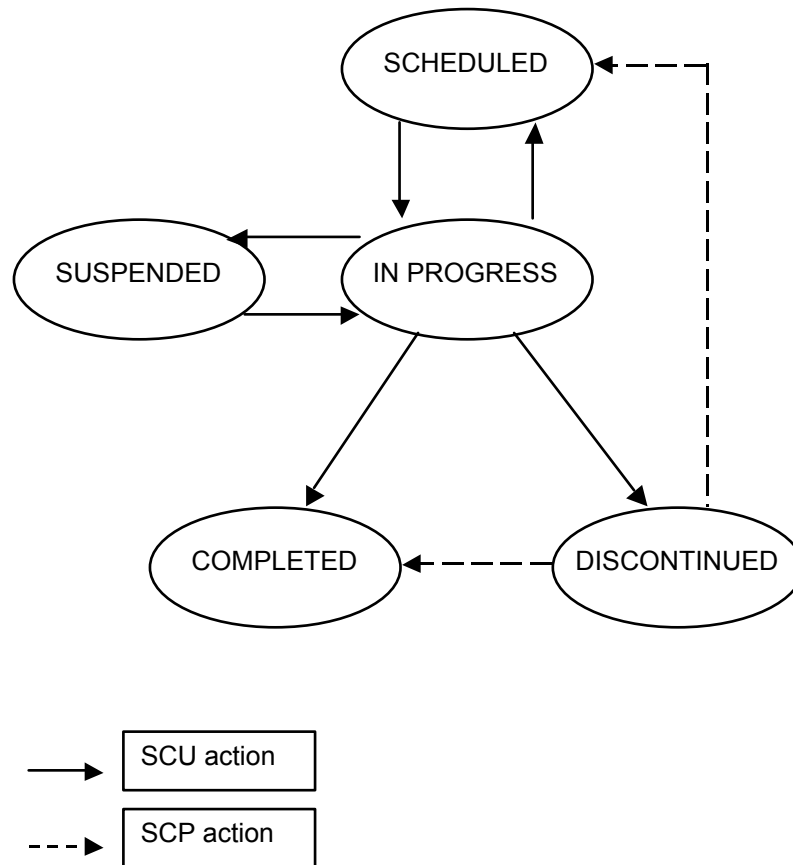 SCHEDULED
SUSPENDED
IN PROGRESS
COMPLETED
DISCONTINUED
SCU action
SCP action